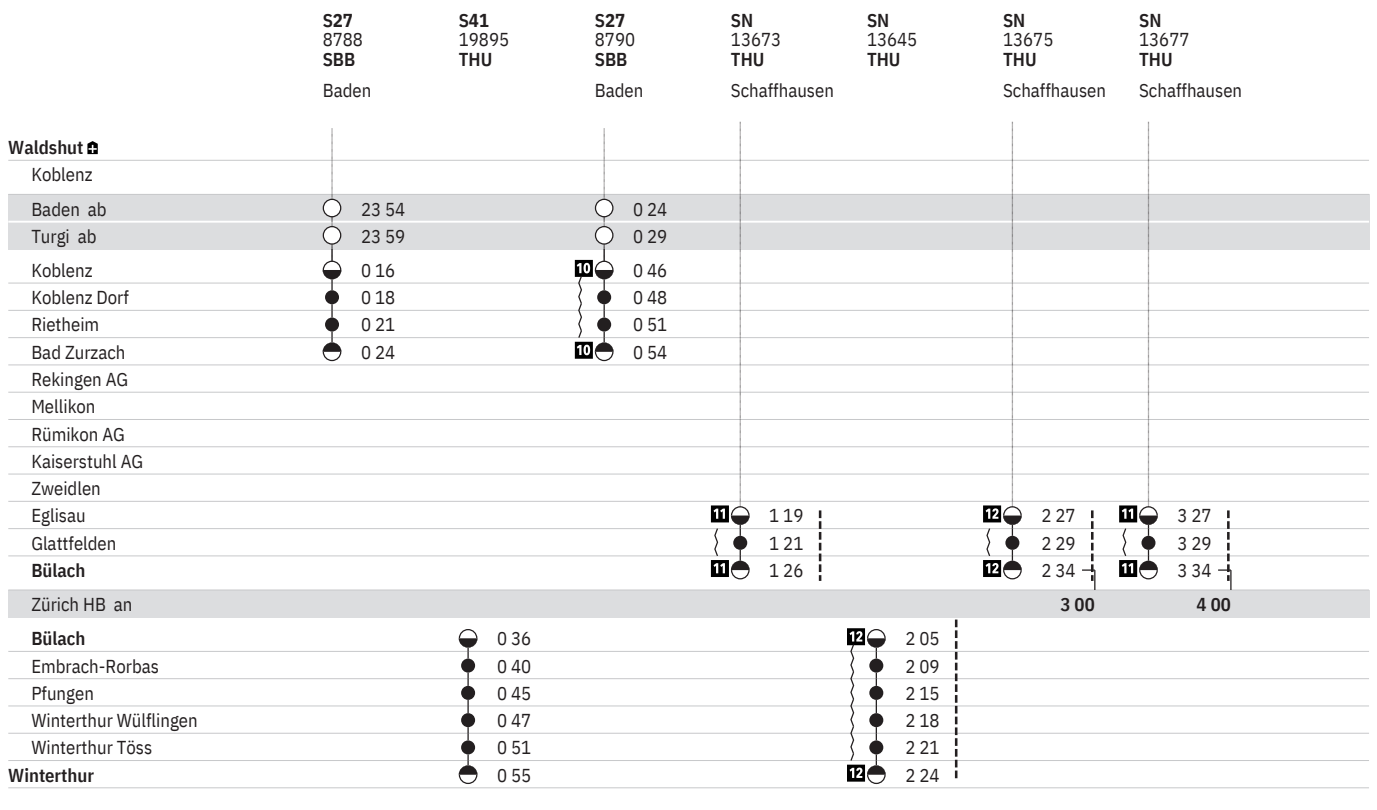 S27 S41 S27 SN SN SN SN
8788 19895 8790 13673 13645 13675 13677
SBB THU SBB THU THU THU THU
Baden Baden Schaffhausen Schaffhausen Schaffhausen
Waldshut
Koblenz
Baden ab 23 54 0 24
Turgi ab 23 59 0 29
Koblenz 0 16 10 0 46
Koblenz Dorf 0 18 0 48
Rietheim 0 21 0 51
Bad Zurzach 0 24 10 0 54
Rekingen AG
Mellikon
Rümikon AG
Kaiserstuhl AG
Zweidlen
Eglisau 11 1 19 12 2 27 11 3 27
Glattfelden 1 21 2 29 3 29
Bülach 11 1 26 12 2 34 11 3 34
Zürich HB an 3 00 4 00
Bülach 0 36 12 2 05
Embrach-Rorbas 0 40 2 09
Pfungen 0 45 2 15
Winterthur Wülflingen 0 47 2 18
Winterthur Töss 0 51 2 21
Winterthur 0 55 12 2 24